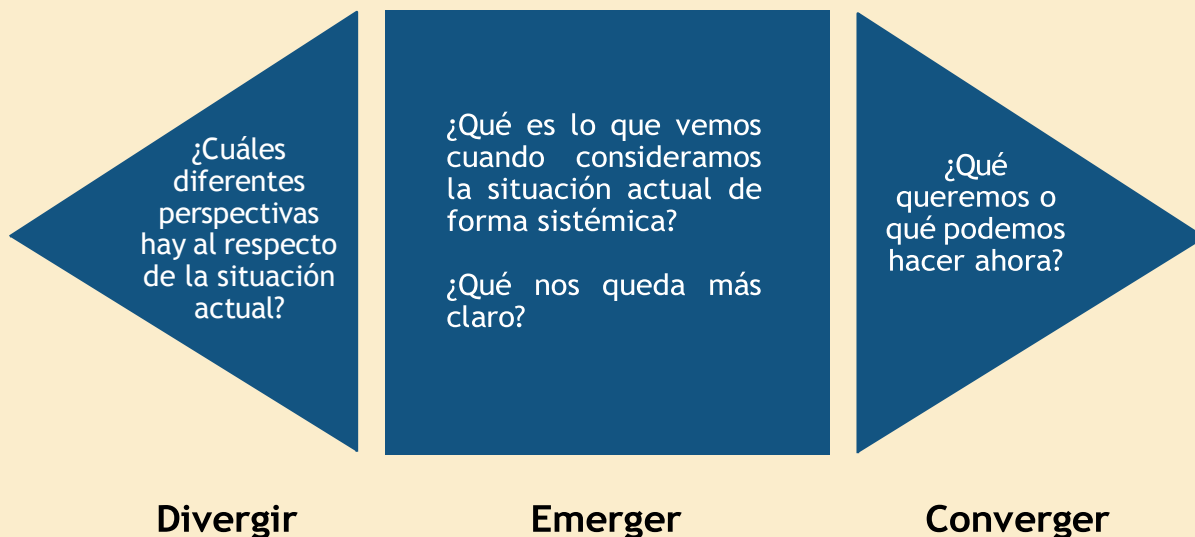 ¿Cuáles
diferentes
perspectivas
hay al respecto
de la situación
actual?
¿Qué es lo que vemos
cuando consideramos
la situación actual de
forma sistémica?
¿Qué nos queda más
claro?
¿Qué
queremos o
qué podemos
hacer ahora?
Divergir
Emerger
Converger